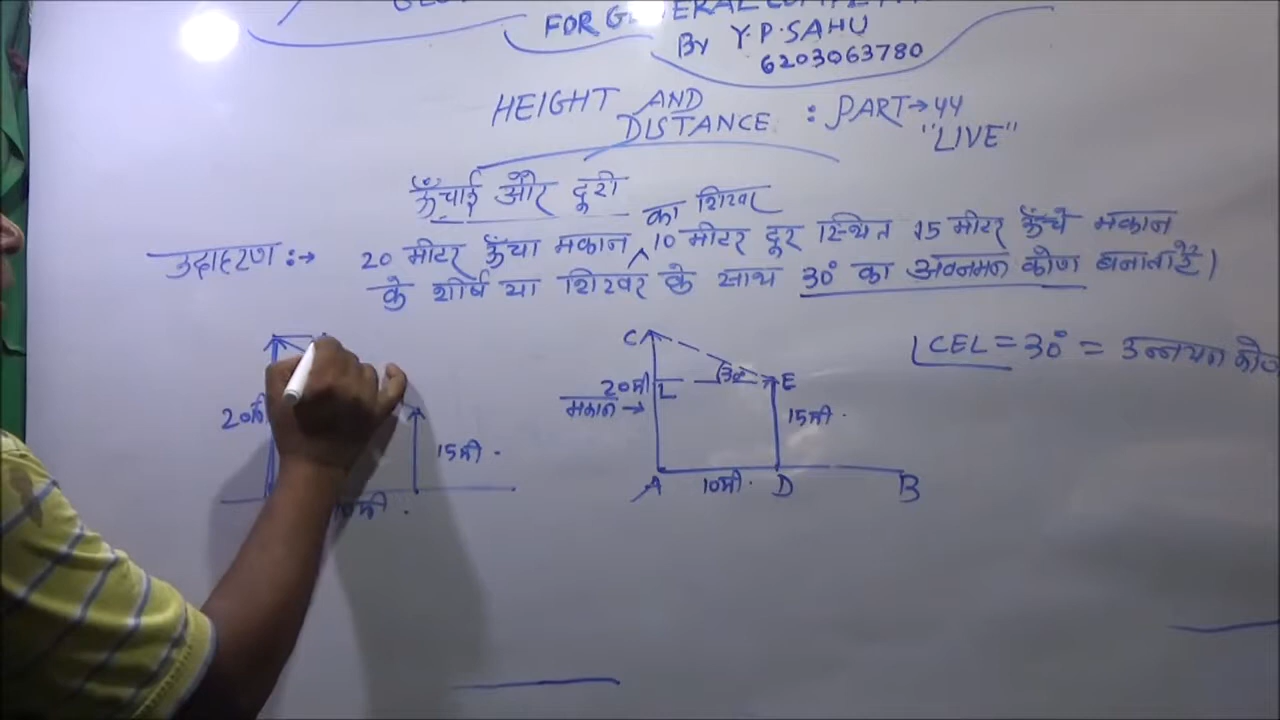 FOR GENERAL
BY Y.P. SAHU
6203063780
HEIGHT AND
DISTANCE : PART→44
"LIVE"
ऊँचाई और दूरी
का शिखर
उदाहरण :→ 20 मीटर ऊँचा मकान ^ 10 मीटर दूर स्थित 15 मीटर ऊँचे मकान
के शीर्ष या शिखर के साथ 30° का अवनमन कोण बनाता है।
∠CEL = 30° = उन्नयन
C
20मी L 30° E
मकान →
15मी.
A 10मी. D B
20मी
15मी.